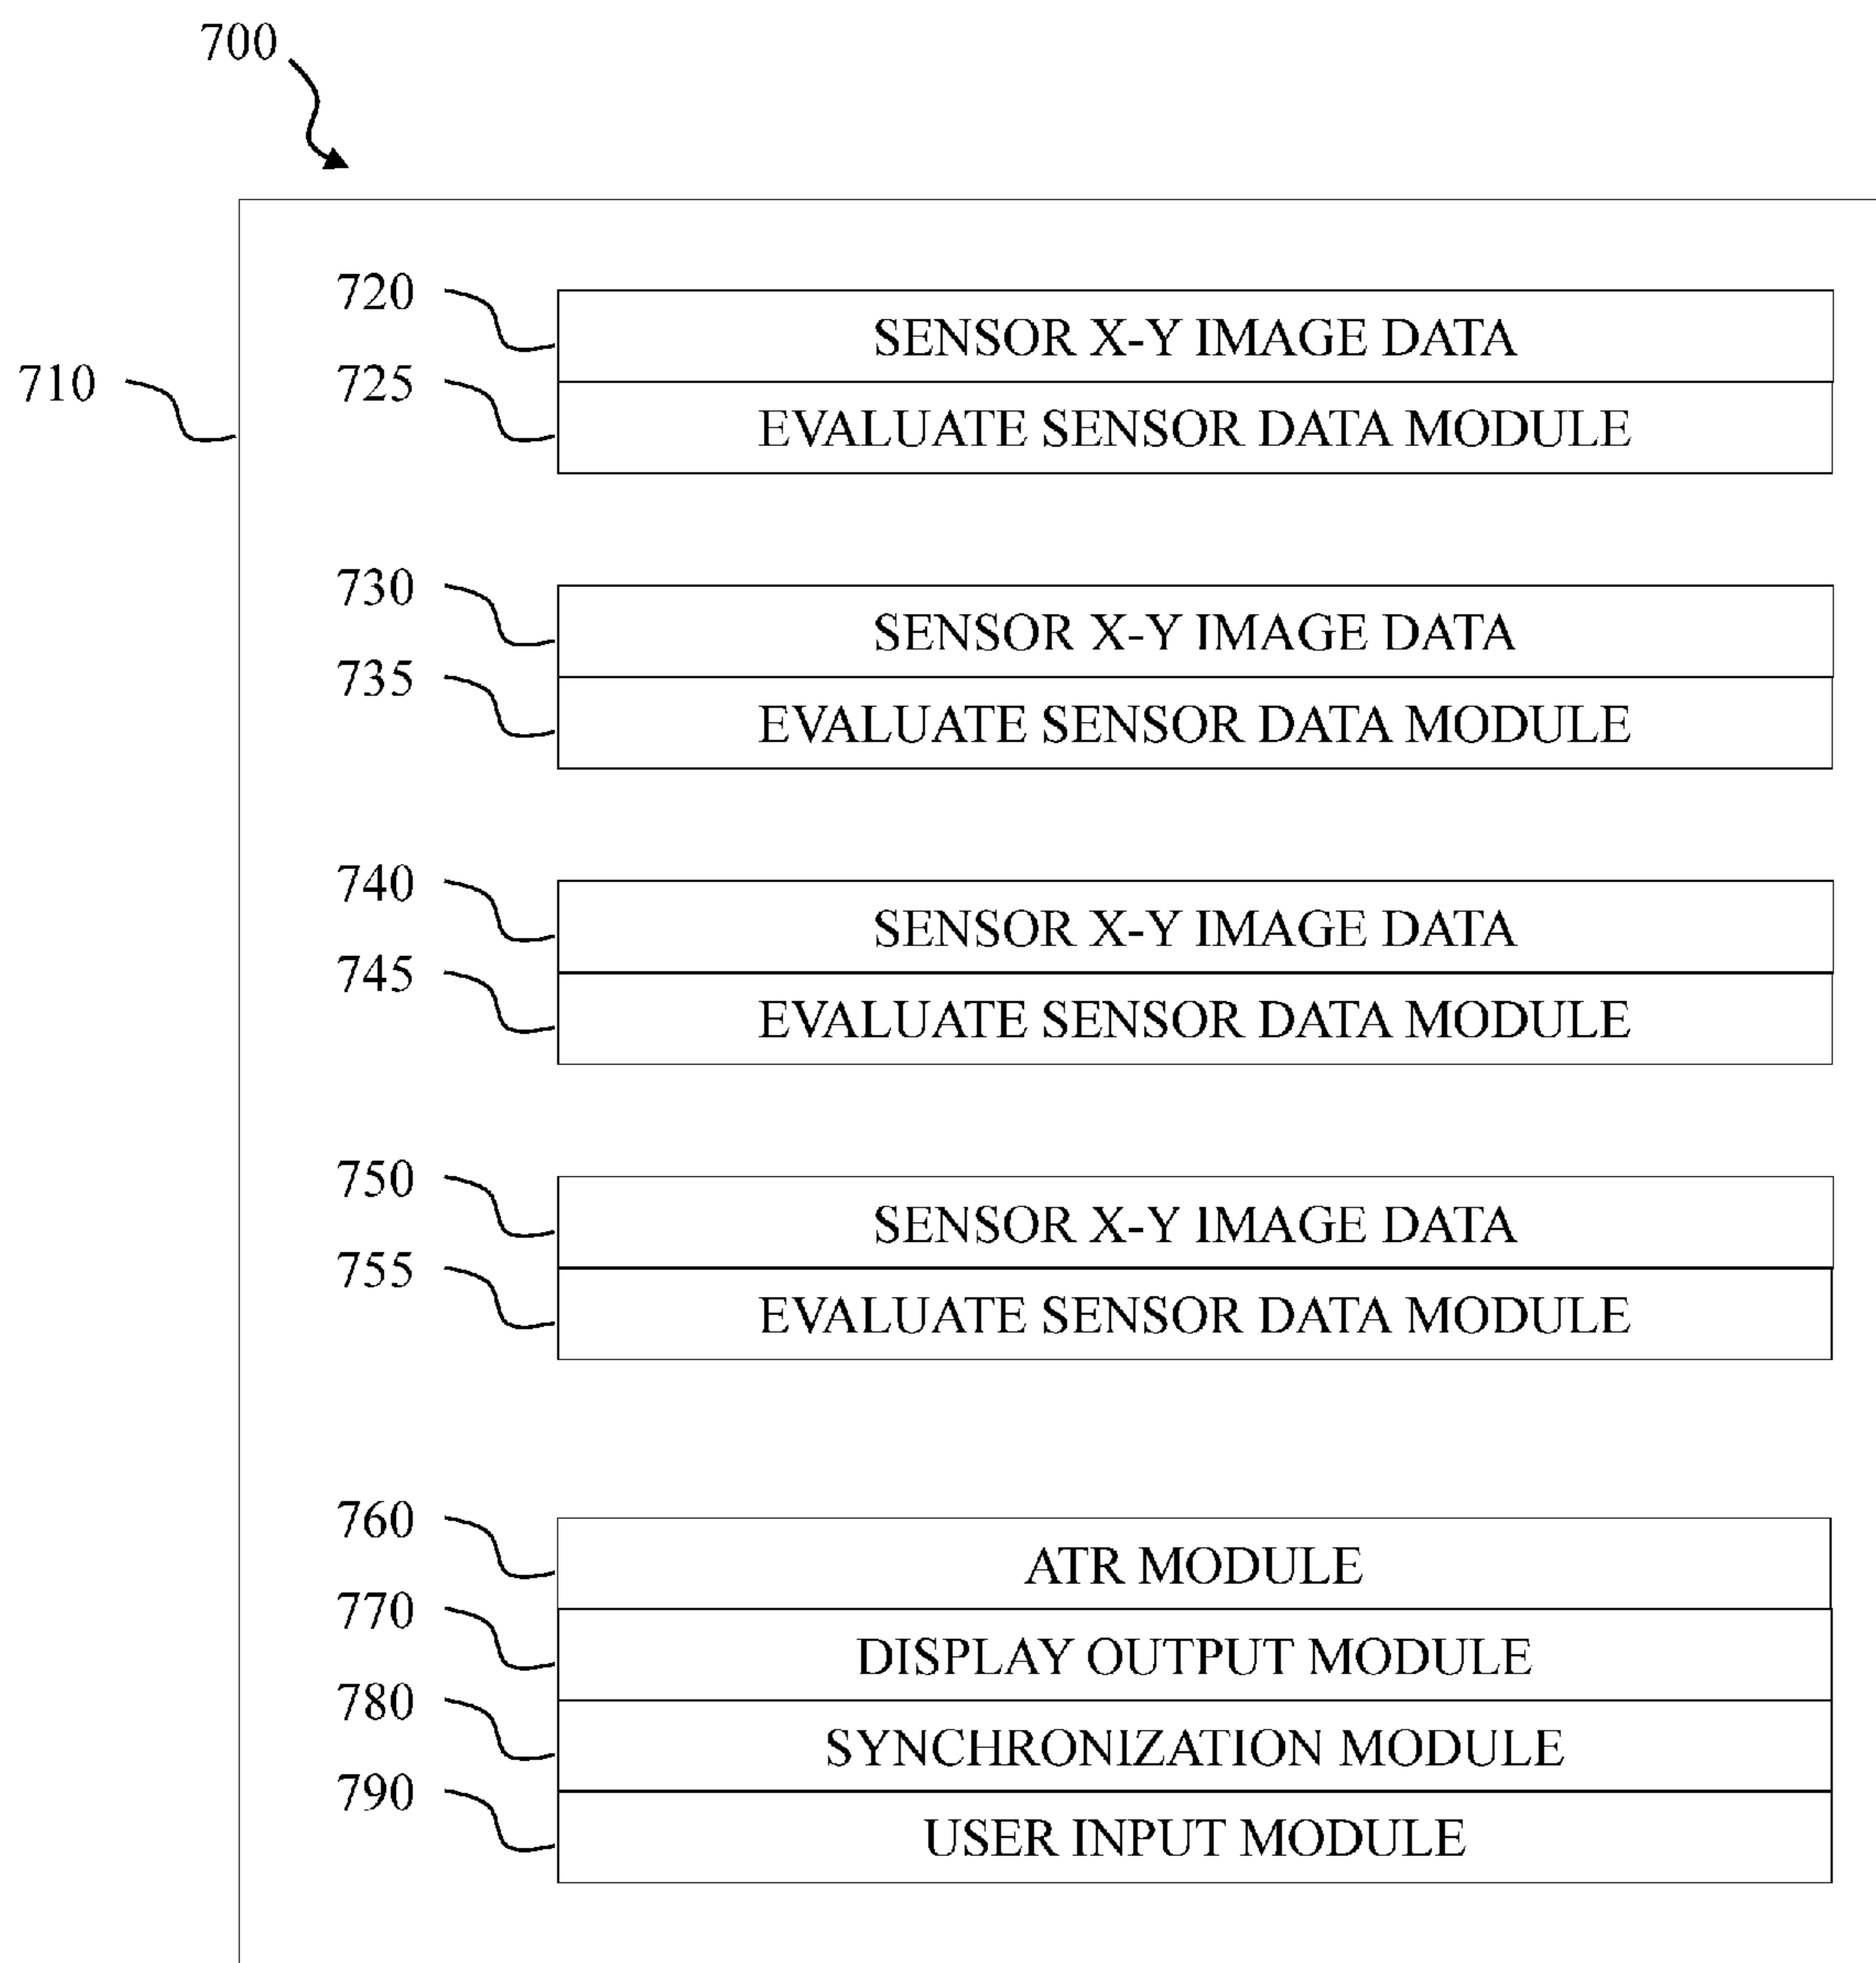 700
710
720 SENSOR X-Y IMAGE DATA
725 EVALUATE SENSOR DATA MODULE
730 SENSOR X-Y IMAGE DATA
735 EVALUATE SENSOR DATA MODULE
740 SENSOR X-Y IMAGE DATA
745 EVALUATE SENSOR DATA MODULE
750 SENSOR X-Y IMAGE DATA
755 EVALUATE SENSOR DATA MODULE
760 ATR MODULE
770 DISPLAY OUTPUT MODULE
780 SYNCHRONIZATION MODULE
790 USER INPUT MODULE